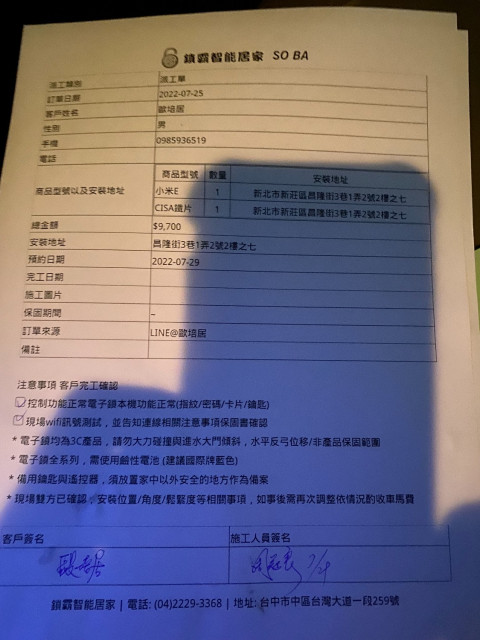 鎖霸智能居家 SO BA
派工類別 派工單
訂單日期 2022-07-25
客戶姓名 歐培居
性別 男
手機 0985936519
電話
商品型號以及安裝地址 商品型號 數量 安裝地址
小米E 1 新北市新莊區昌隆街3巷1弄2號2樓之七
CISA鐵片 1 新北市新莊區昌隆街3巷1弄2號2樓之七
總金額 $9,700
安裝地址 昌隆街3巷1弄2號2樓之七
預約日期 2022-07-29
完工日期
施工圖片
保固期間 –
訂單來源 LINE@歐培居
備註
注意事項 客戶完工確認
控制功能正常電子鎖本機功能正常(指紋/密碼/卡片/鑰匙)
現場wifi訊號測試，並告知連線相關注意事項保固書確認
* 電子鎖均為3C產品，請勿大力碰撞與進水大門傾斜，水平反弓位移/非產品保固範圍
* 電子鎖全系列，需使用鹼性電池 (建議國際牌藍色)
* 備用鑰匙與遙控器，須放置家中以外安全的地方作為備案
* 現場雙方已確認，安裝位置/角度/鬆緊度等相關事項，如事後需再次調整依情況酌收車馬費
客戶簽名 施工人員簽名
鎖霸智能居家 | 電話: (04)2229-3368 | 地址: 台中市中區台灣大道一段259號